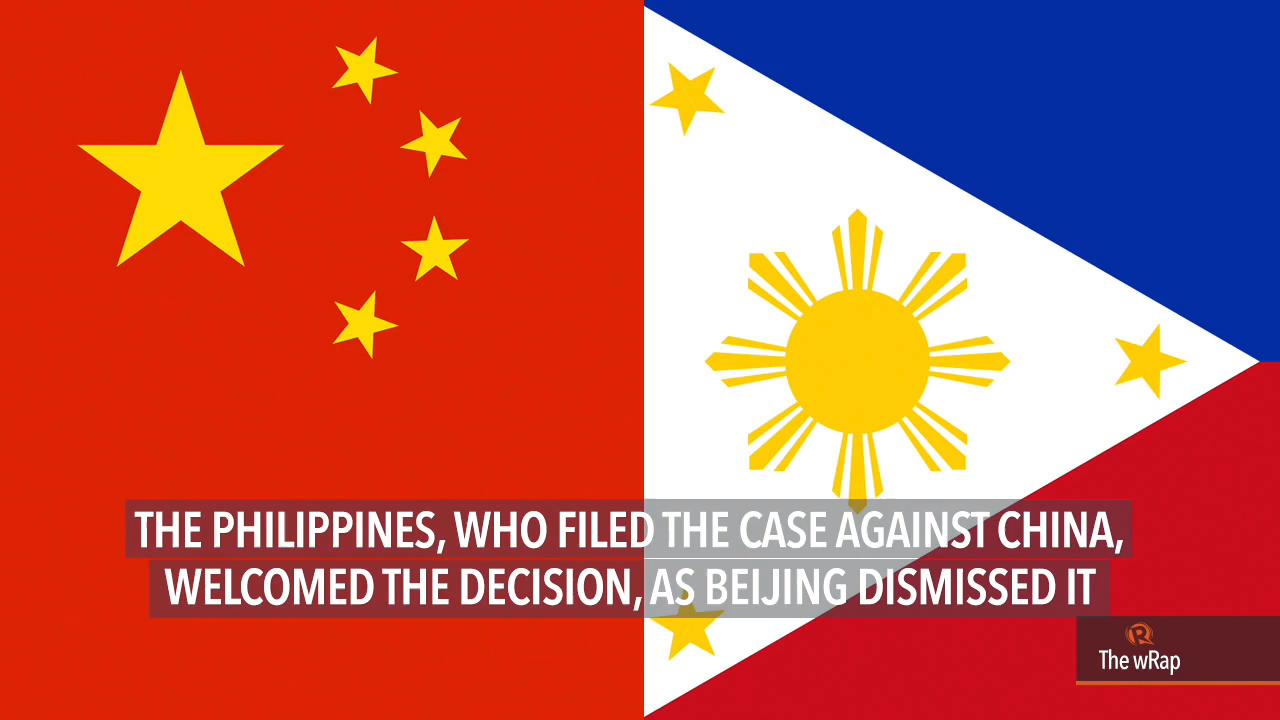 THE PHILIPPINES, WHO FILED THE CASE AGAINST CHINA,
WELCOMED THE DECISION, AS BEIJING DISMISSED IT
R
The wRap